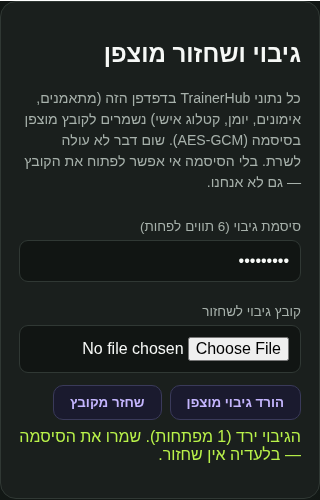 גיבוי ושחזור מוצפן
כל נתוני TrainerHub בדפדפן הזה (מתאמנים,
אימונים, יומן, קטלוג אישי) נשמרים לקובץ מוצפן
בסיסמה (AES-GCM). שום דבר לא עולה
לשרת. בלי הסיסמה אי אפשר לפתוח את הקובץ
— גם לא אנחנו.
סיסמת גיבוי (6 תווים לפחות)
•••••••••
קובץ גיבוי לשחזור
Choose File No file chosen
הורד גיבוי מוצפן שחזר מקובץ
הגיבוי ירד (1 מפתחות). שמרו את הסיסמה
— בלעדיה אין שחזור.